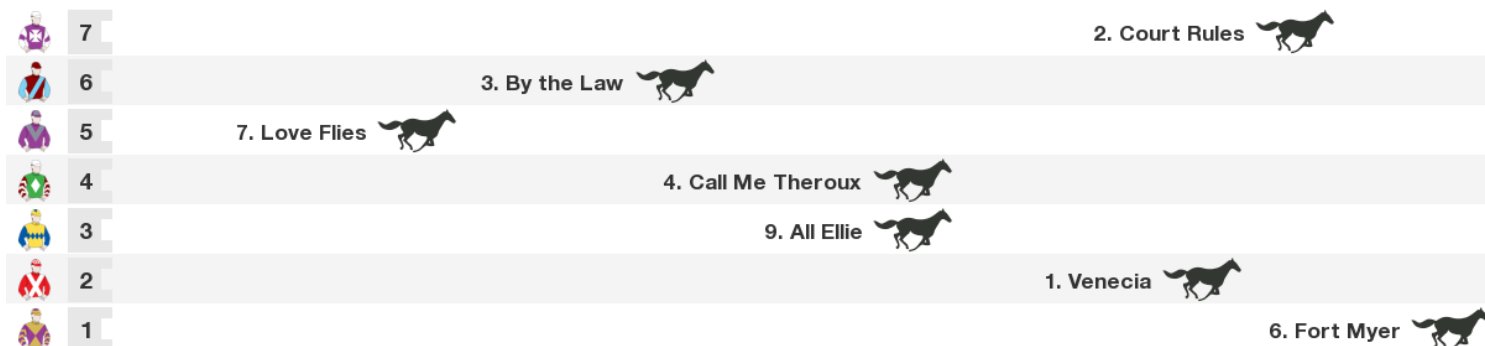 7 2. Court Rules
6 3. By the Law
5 7. Love Flies
4 4. Call Me Theroux
3 9. All Ellie
2 1. Venecia
1 6. Fort Myer